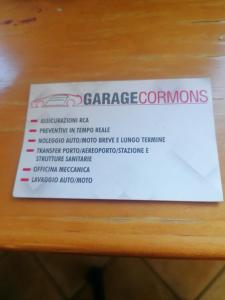 GARAGECORMONS
ASSICURAZIONI RCA
PREVENTIVI IN TEMPO REALE
NOLEGGIO AUTO/MOTO BREVE E LUNGO TERMINE
TRANSFER PORTO/AEREOPORTO/STAZIONE E
STRUTTURE SANITARIE
OFFICINA MECCANICA
LAVAGGIO AUTO/MOTO